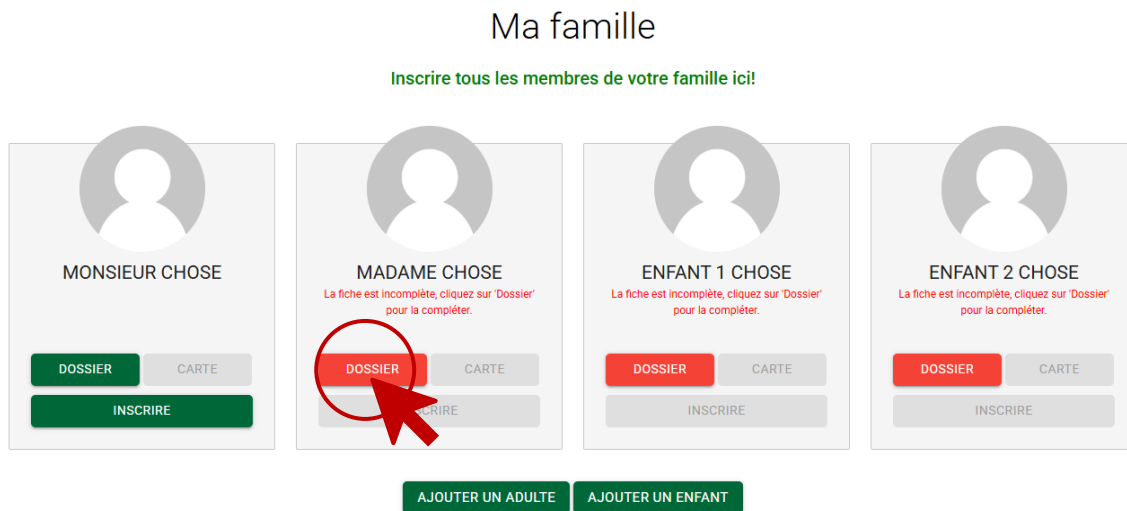 Ma famille
Inscrire tous les membres de votre famille ici!
MONSIEUR CHOSE
DOSSIER
CARTE
INSCRIRE
MADAME CHOSE
La fiche est incomplète, cliquez sur 'Dossier'
pour la compléter.
DOSSIER
CARTE
CRIRE
ENFANT 1 CHOSE
La fiche est incomplète, cliquez sur 'Dossier'
pour la compléter.
DOSSIER
CARTE
INSCRIRE
ENFANT 2 CHOSE
La fiche est incomplète, cliquez sur 'Dossier'
pour la compléter.
DOSSIER
CARTE
INSCRIRE
AJOUTER UN ADULTE
AJOUTER UN ENFANT